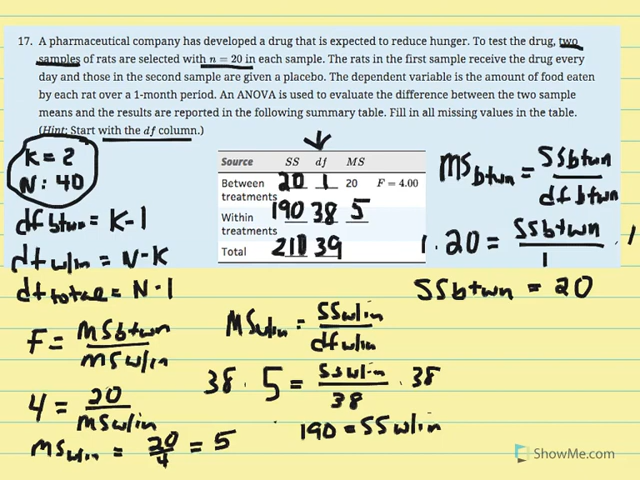 17. A pharmaceutical company has developed a drug that is expected to reduce hunger. To test the drug, two
samples of rats are selected with n = 20 in each sample. The rats in the first sample receive the drug every
day and those in the second sample are given a placebo. The dependent variable is the amount of food eaten
by each rat over a 1-month period. An ANOVA is used to evaluate the difference between the two sample
means and the results are reported in the following summary table. Fill in all missing values in the table.
(Hint: Start with the df column.)
K = 2
N: 40
df btwn = K-1
df w/in = N-K
df total = N-1
F = MSbtwn / MSw/in
4 = 20 / MSw/in
MSw/in = 20/4 = 5
Source SS df MS
Between treatments 20 1 20 F = 4.00
Within treatments 190 38 5
Total 210 39
MSw/in = SSw/in / dfw/in
38 · 5 = SSw/in / 38 · 38
190 = SSw/in
MSbtwn = SSbtwn / dfbtwn
1 · 20 = SSbtwn / 1 · 1
SSbtwn = 20
ShowMe.com